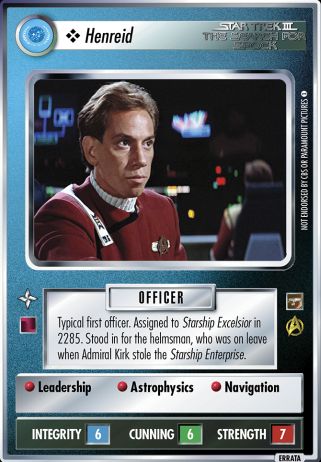 ❖ Henreid
STAR TREK III
THE SEARCH FOR
SPOCK
NOT ENDORSED BY CBS OR PARAMOUNT PICTURES
OFFICER
Typical first officer. Assigned to Starship Excelsior in
2285. Stood in for the helmsman, who was on leave
when Admiral Kirk stole the Starship Enterprise.
Leadership
Astrophysics
Navigation
INTEGRITY 6
CUNNING 6
STRENGTH 7
ERRATA